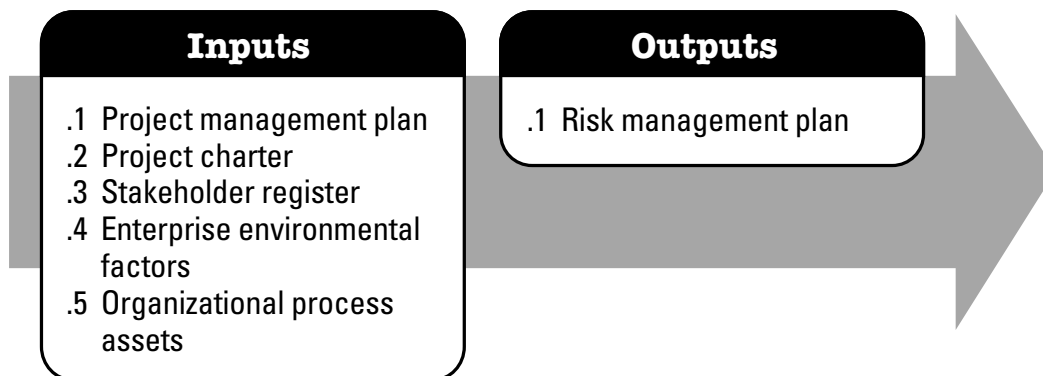 Inputs
.1 Project management plan
.2 Project charter
.3 Stakeholder register
.4 Enterprise environmental
factors
.5 Organizational process
assets
Outputs
.1 Risk management plan